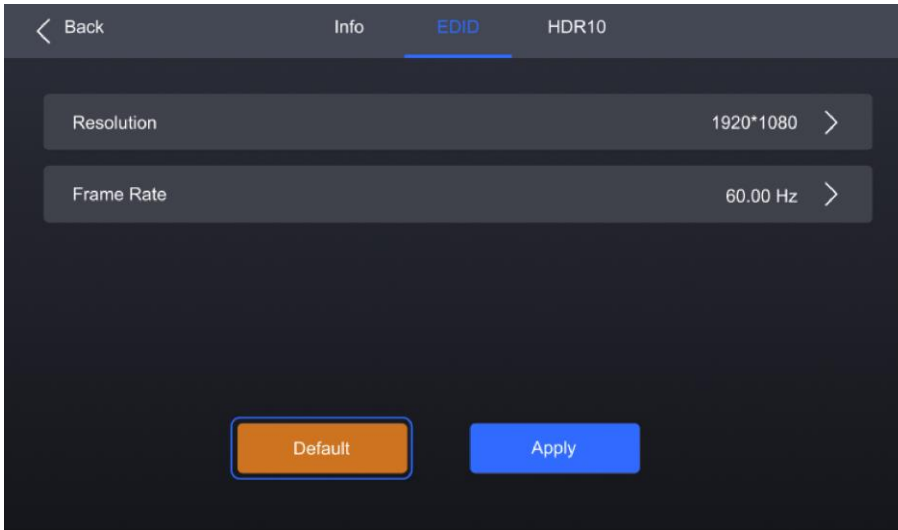 Back Info EDID HDR10
Resolution 1920*1080
Frame Rate 60.00 Hz
Default Apply